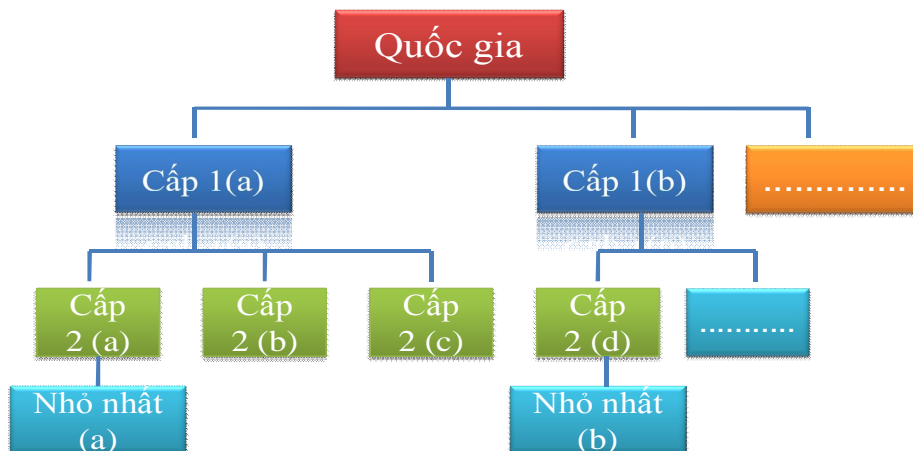 Quốc gia
Cấp 1(a)
Cấp 1(b)
...............
Cấp
2 (a)
Cấp
2 (b)
Cấp
2 (c)
Cấp
2 (d)
...........
Nhỏ nhất
(a)
Nhỏ nhất
(b)